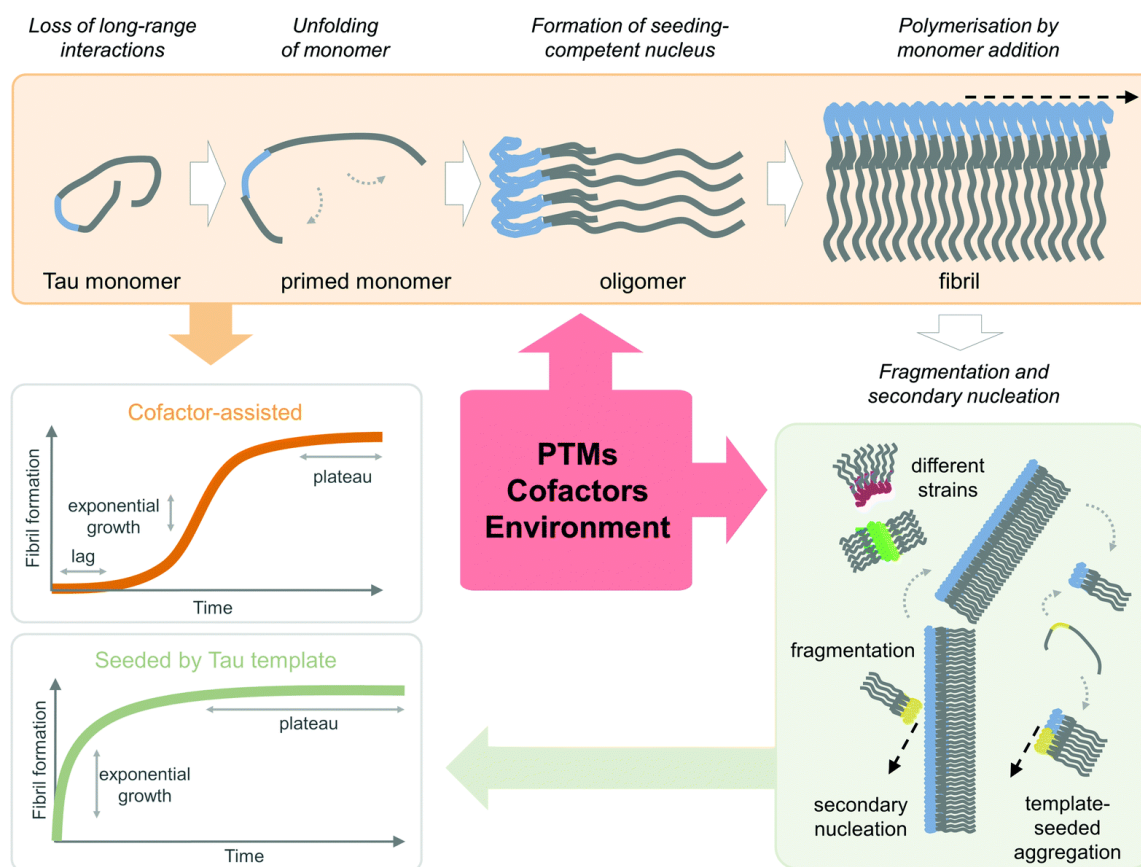 Loss of long-range
interactions
Unfolding
of monomer
Formation of seeding-
competent nucleus
Polymerisation by
monomer addition
Tau monomer
primed monomer
oligomer
fibril
Cofactor-assisted
Fibril formation
lag
exponential
growth
plateau
Time
PTMs
Cofactors
Environment
Fragmentation and
secondary nucleation
different
strains
fragmentation
secondary
nucleation
template-
seeded
aggregation
Seeded by Tau template
Fibril formation
exponential
growth
plateau
Time